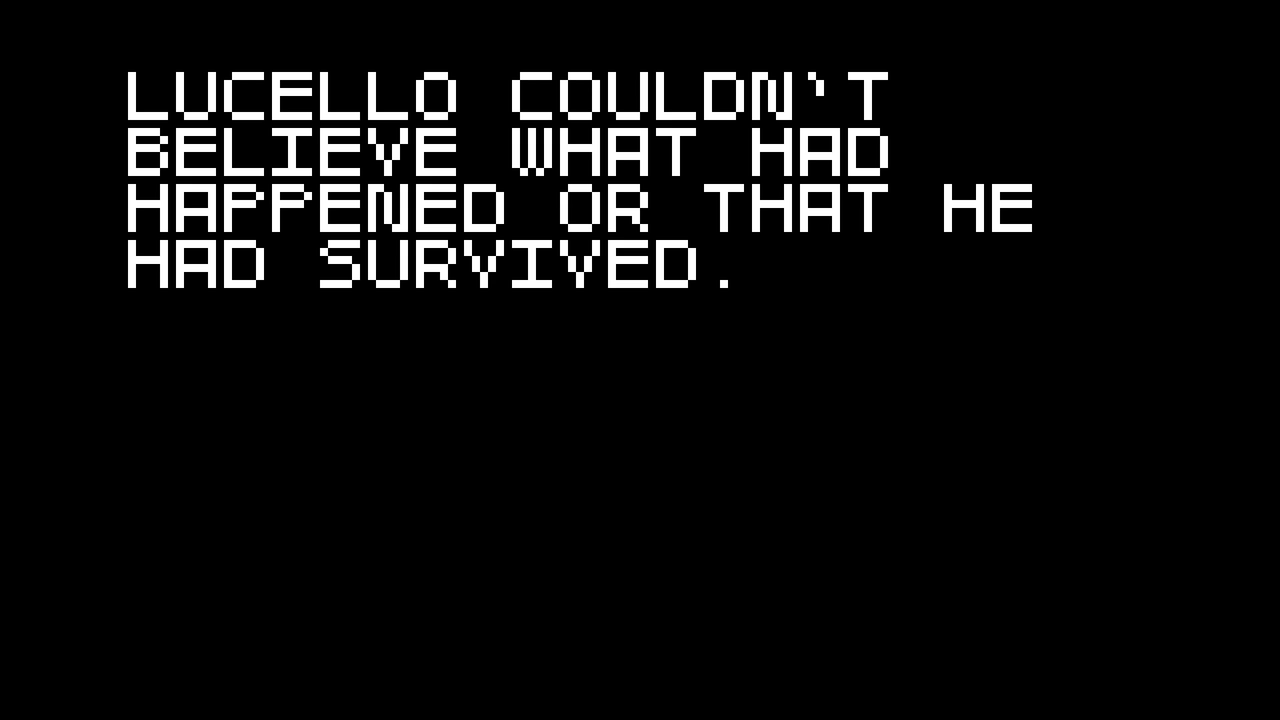 LUCELLO COULDN'T
BELIEVE WHAT HAD
HAPPENED OR THAT HE
HAD SURVIVED.